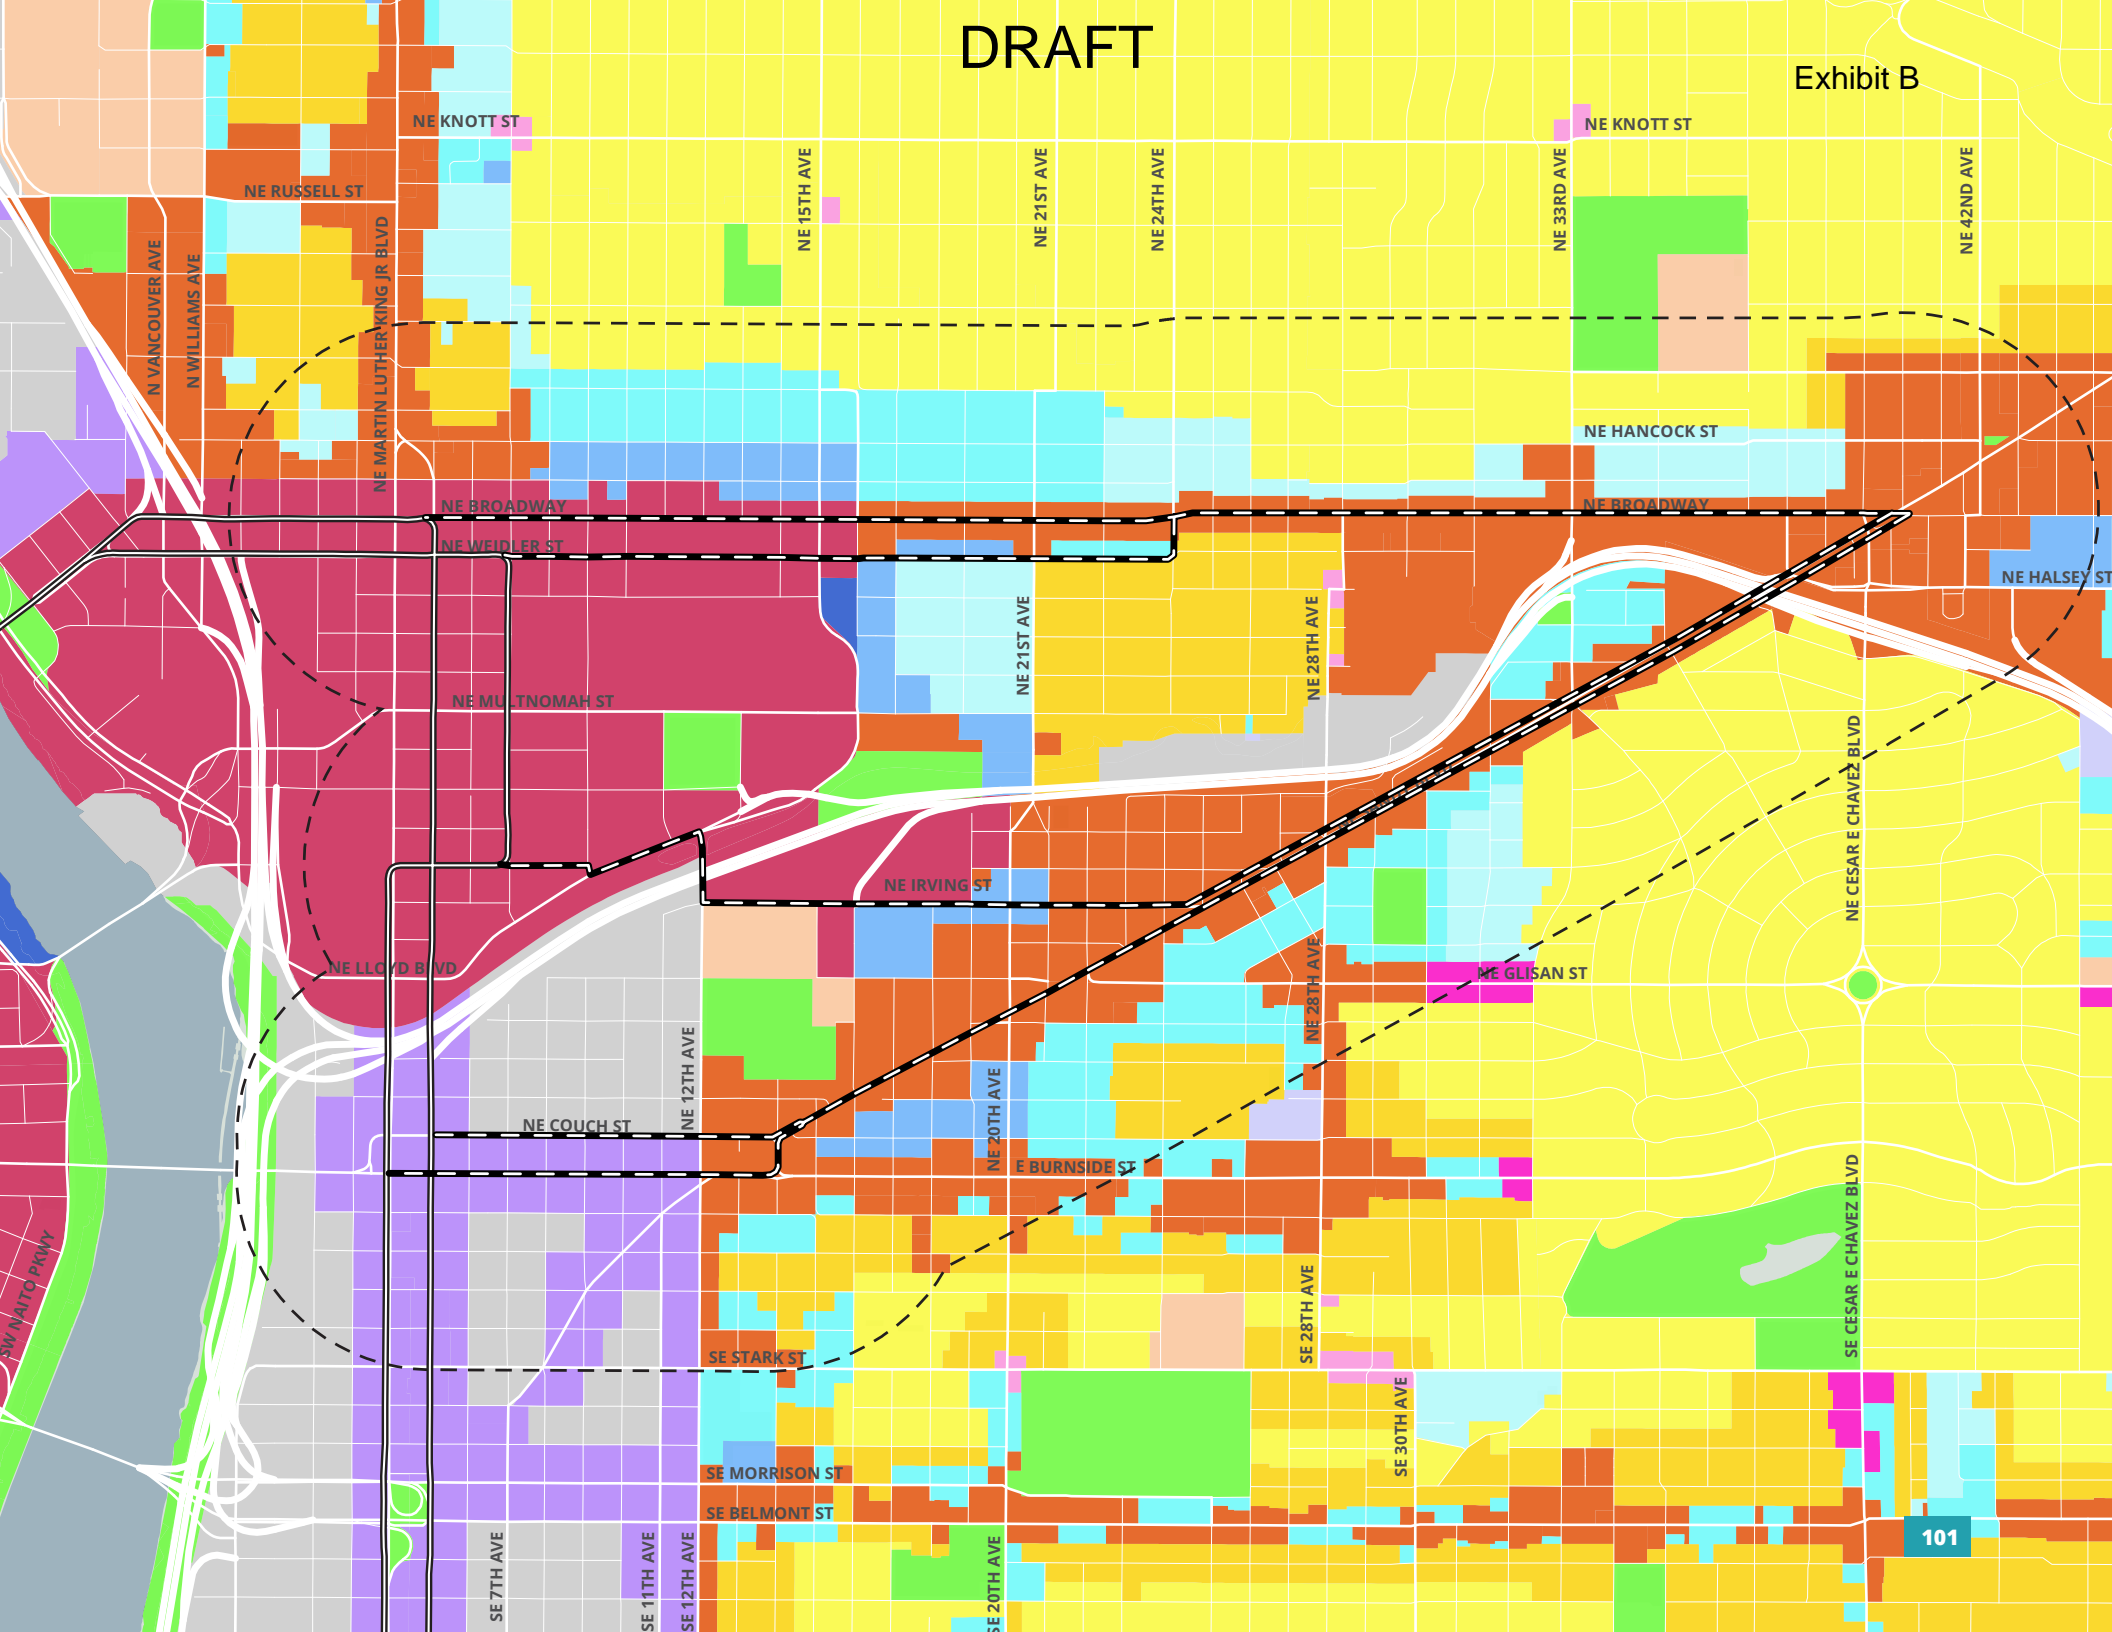 DRAFT
Exhibit B
NE KNOTT ST
NE KNOTT ST
NE RUSSELL ST
NE 15TH AVE
NE 21ST AVE
NE 24TH AVE
NE 33RD AVE
NE 42ND AVE
N VANCOUVER AVE
N WILLIAMS AVE
NE MARTIN LUTHER KING JR BLVD
NE HANCOCK ST
NE BROADWAY
NE BROADWAY
NE WEIDLER ST
NE HALSEY ST
NE 21ST AVE
NE 28TH AVE
NE MULTNOMAH ST
NE CESAR E CHAVEZ BLVD
NE IRVING ST
NE LLOYD BLVD
NE GLISAN ST
NE 28TH AVE
NE 12TH AVE
NE 20TH AVE
NE COUCH ST
E BURNSIDE ST
SE CESAR E CHAVEZ BLVD
SW NAITO PKWY
SE 28TH AVE
SE STARK ST
SE 30TH AVE
SE MORRISON ST
SE BELMONT ST
SE 7TH AVE
SE 11TH AVE
SE 12TH AVE
SE 20TH AVE
101